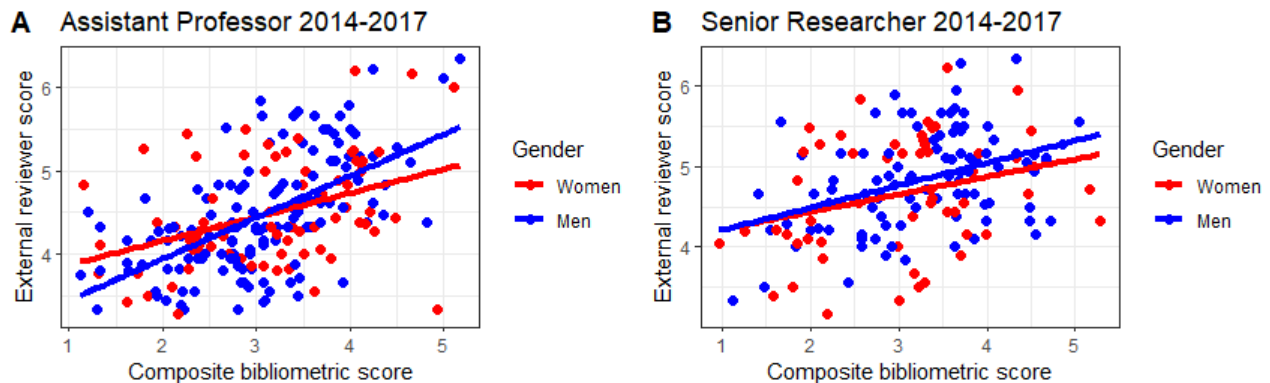 A Assistant Professor 2014-2017
External reviewer score
6
5
4
1 2 3 4 5
Composite bibliometric score
Gender
Women
Men
B Senior Researcher 2014-2017
External reviewer score
6
5
4
1 2 3 4 5
Composite bibliometric score
Gender
Women
Men